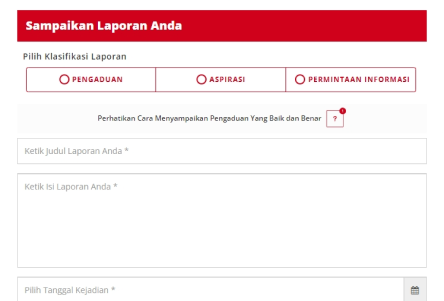 Sampaikan Laporan Anda
Pilih Klasifikasi Laporan
PENGADUAN ASPIRASI PERMINTAAN INFORMASI
Perhatikan Cara Menyampaikan Pengaduan Yang Baik dan Benar ?
Ketik Judul Laporan Anda *
Ketik Isi Laporan Anda *
Pilih Tanggal Kejadian *